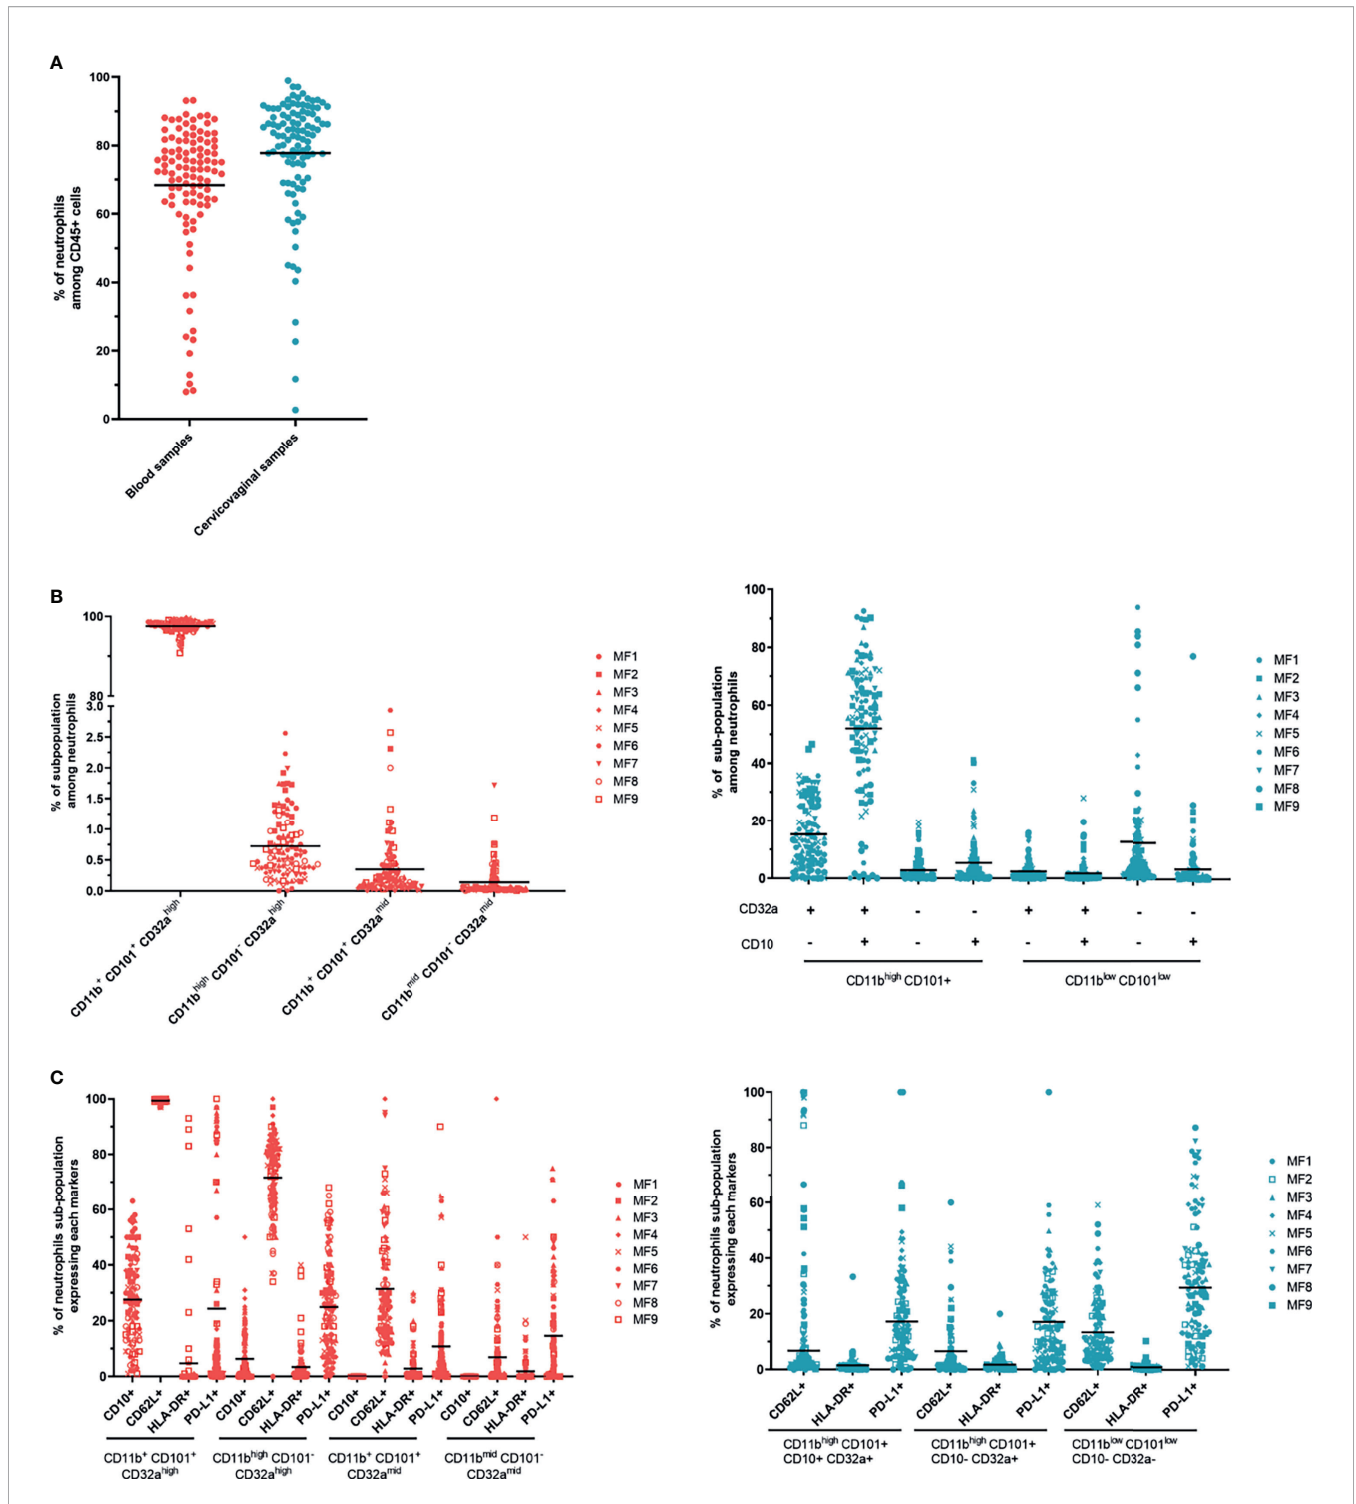 A
% of neutrophils
among CD45+ cells
100
80
60
40
20
0
Blood samples
Cervicovaginal samples
B
% of subpopulation
among neutrophils
100
80
3.0
2.5
2.0
1.5
1.0
0.5
0.0
CD11b+ CD101+ CD32ahigh
CD11bhigh CD101- CD32ahigh
CD11b+ CD101+ CD32amid
CD11bmid CD101- CD32amid
MF1
MF2
MF3
MF4
MF5
MF6
MF7
MF8
MF9
% of sub-population
among neutrophils
100
80
60
40
20
0
CD32a + + - - + + - -
CD10 - + - + - + - +
CD11bhigh CD101+
CD11blow CD101low
MF1
MF2
MF3
MF4
MF5
MF6
MF7
MF8
MF9
C
% of neutrophils sub-population
expressing each markers
100
80
60
40
20
0
CD10+
CD62L+
HLA-DR+
PD-L1+
CD10+
CD62L+
HLA-DR+
PD-L1+
CD10+
CD62L+
HLA-DR+
PD-L1+
CD10+
CD62L+
HLA-DR+
PD-L1+
CD11b+ CD101+
CD32ahigh
CD11bhigh CD101-
CD32ahigh
CD11b+ CD101+
CD32amid
CD11bmid CD101-
CD32amid
MF1
MF2
MF3
MF4
MF5
MF6
MF7
MF8
MF9
% of neutrophils sub-population
expressing each markers
100
80
60
40
20
0
CD62L+
HLA-DR+
PD-L1+
CD62L+
HLA-DR+
PD-L1+
CD62L+
HLA-DR+
PD-L1+
CD11bhigh CD101+
CD10+ CD32a+
CD11bhigh CD101+
CD10- CD32a+
CD11blow CD101low
CD10- CD32a-
MF1
MF2
MF3
MF4
MF5
MF6
MF7
MF8
MF9